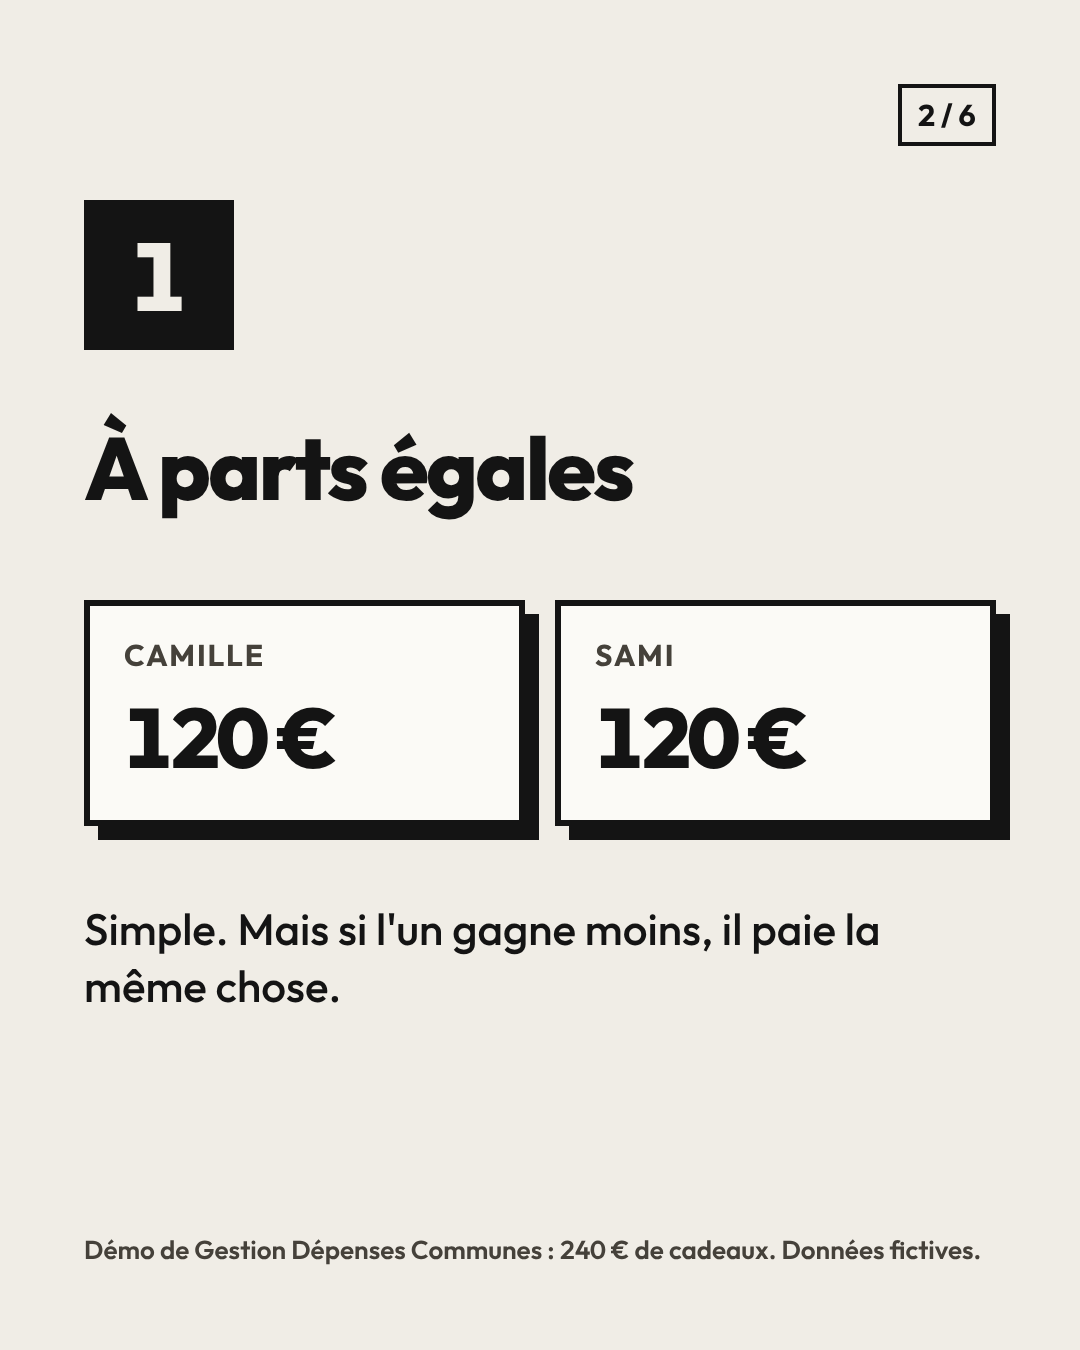 2 / 6
1
À parts égales
CAMILLE
120 €
SAMI
120 €
Simple. Mais si l'un gagne moins, il paie la
même chose.
Démo de Gestion Dépenses Communes : 240 € de cadeaux. Données fictives.